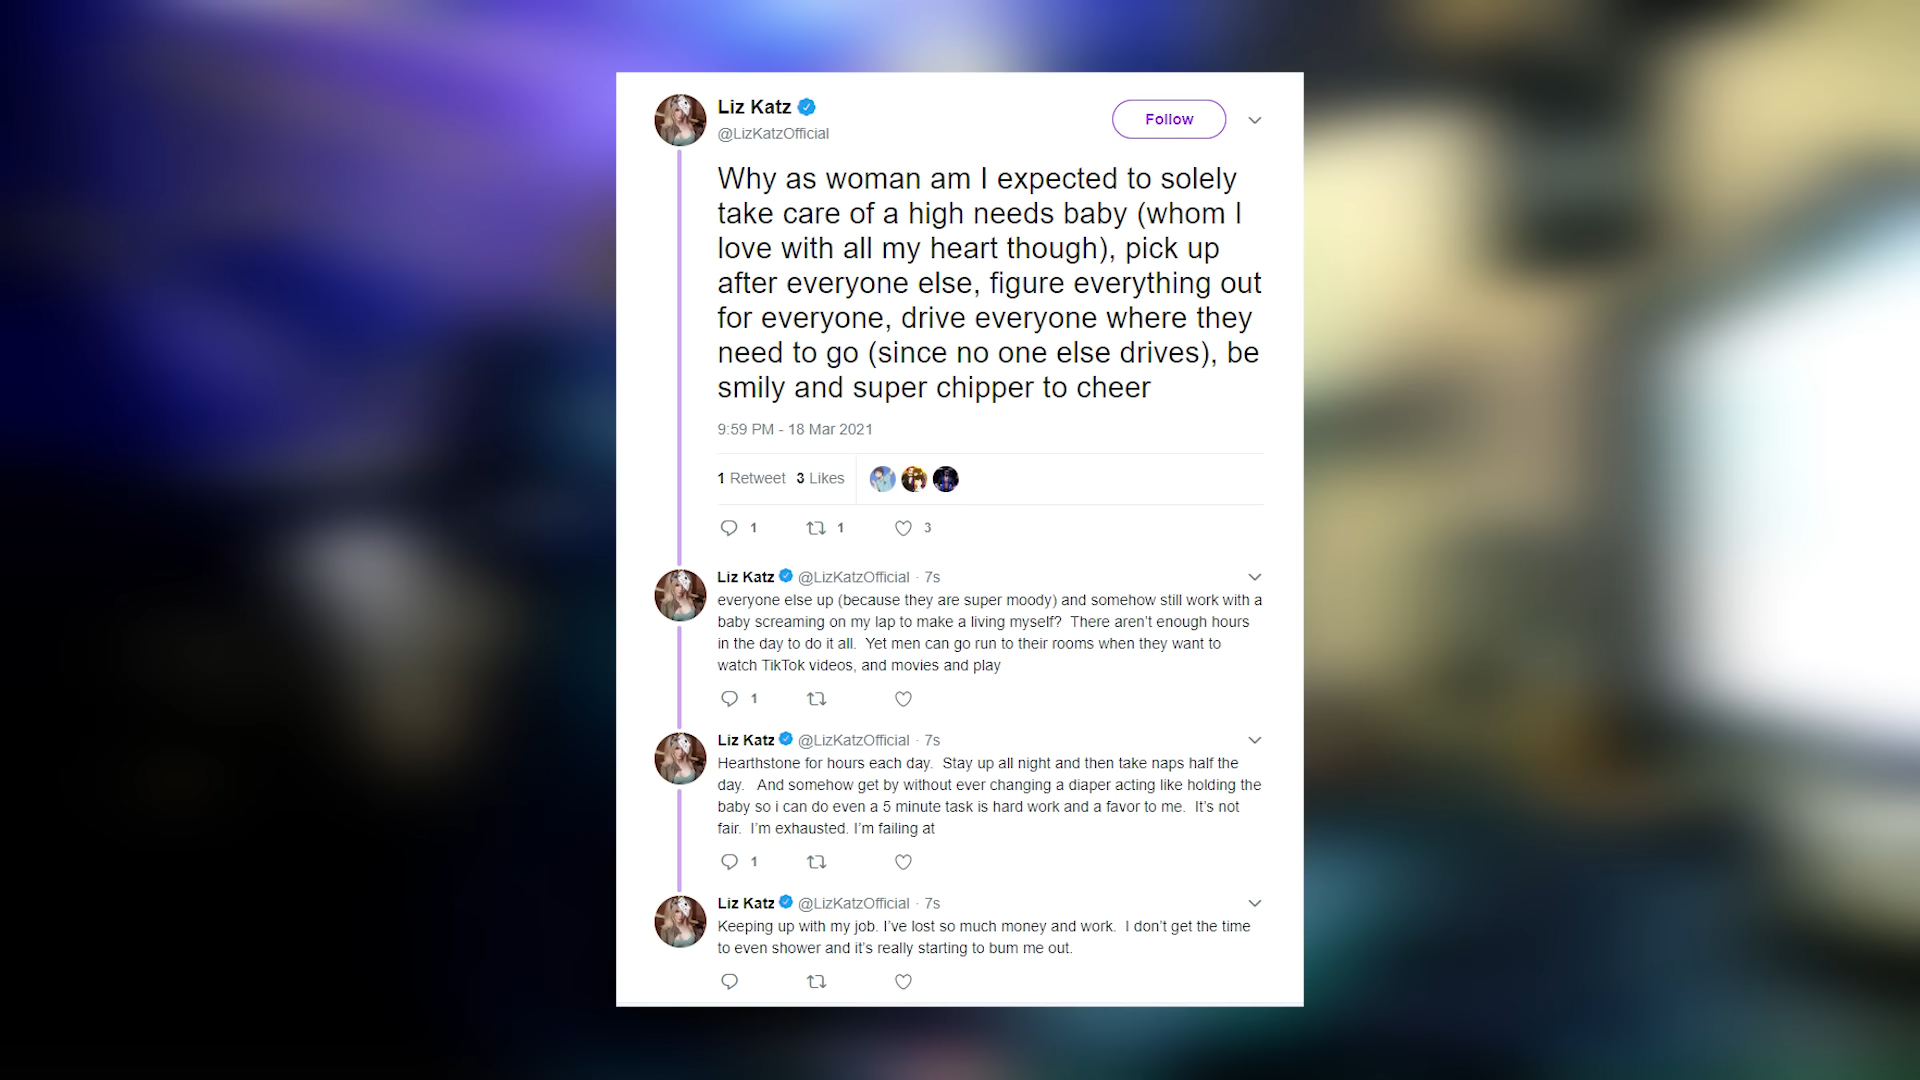 Liz Katz
@LizKatzOfficial
Follow
Why as woman am I expected to solely
take care of a high needs baby (whom I
love with all my heart though), pick up
after everyone else, figure everything out
for everyone, drive everyone where they
need to go (since no one else drives), be
smily and super chipper to cheer
9:59 PM - 18 Mar 2021
1 Retweet 3 Likes
1 1 3
Liz Katz @LizKatzOfficial · 7s
everyone else up (because they are super moody) and somehow still work with a
baby screaming on my lap to make a living myself? There aren't enough hours
in the day to do it all. Yet men can go run to their rooms when they want to
watch TikTok videos, and movies and play
1
Liz Katz @LizKatzOfficial · 7s
Hearthstone for hours each day. Stay up all night and then take naps half the
day. And somehow get by without ever changing a diaper acting like holding the
baby so i can do even a 5 minute task is hard work and a favor to me. It's not
fair. I'm exhausted. I'm failing at
1
Liz Katz @LizKatzOfficial · 7s
Keeping up with my job. I've lost so much money and work. I don't get the time
to even shower and it's really starting to bum me out.